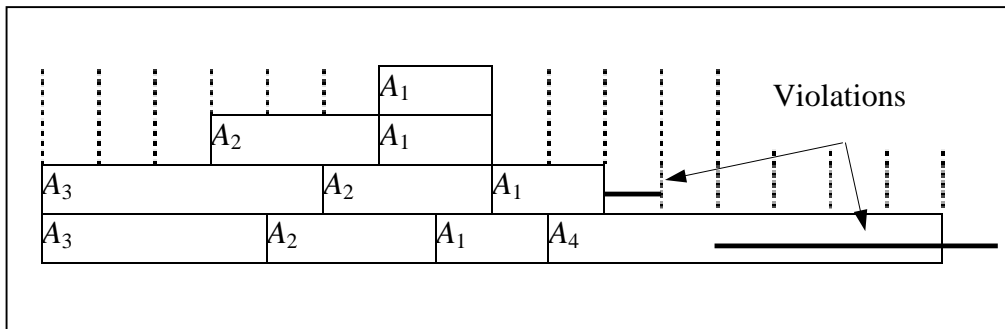 A₁
Violations
A₂ A₁
A₃ A₂ A₁
A₃ A₂ A₁ A₄